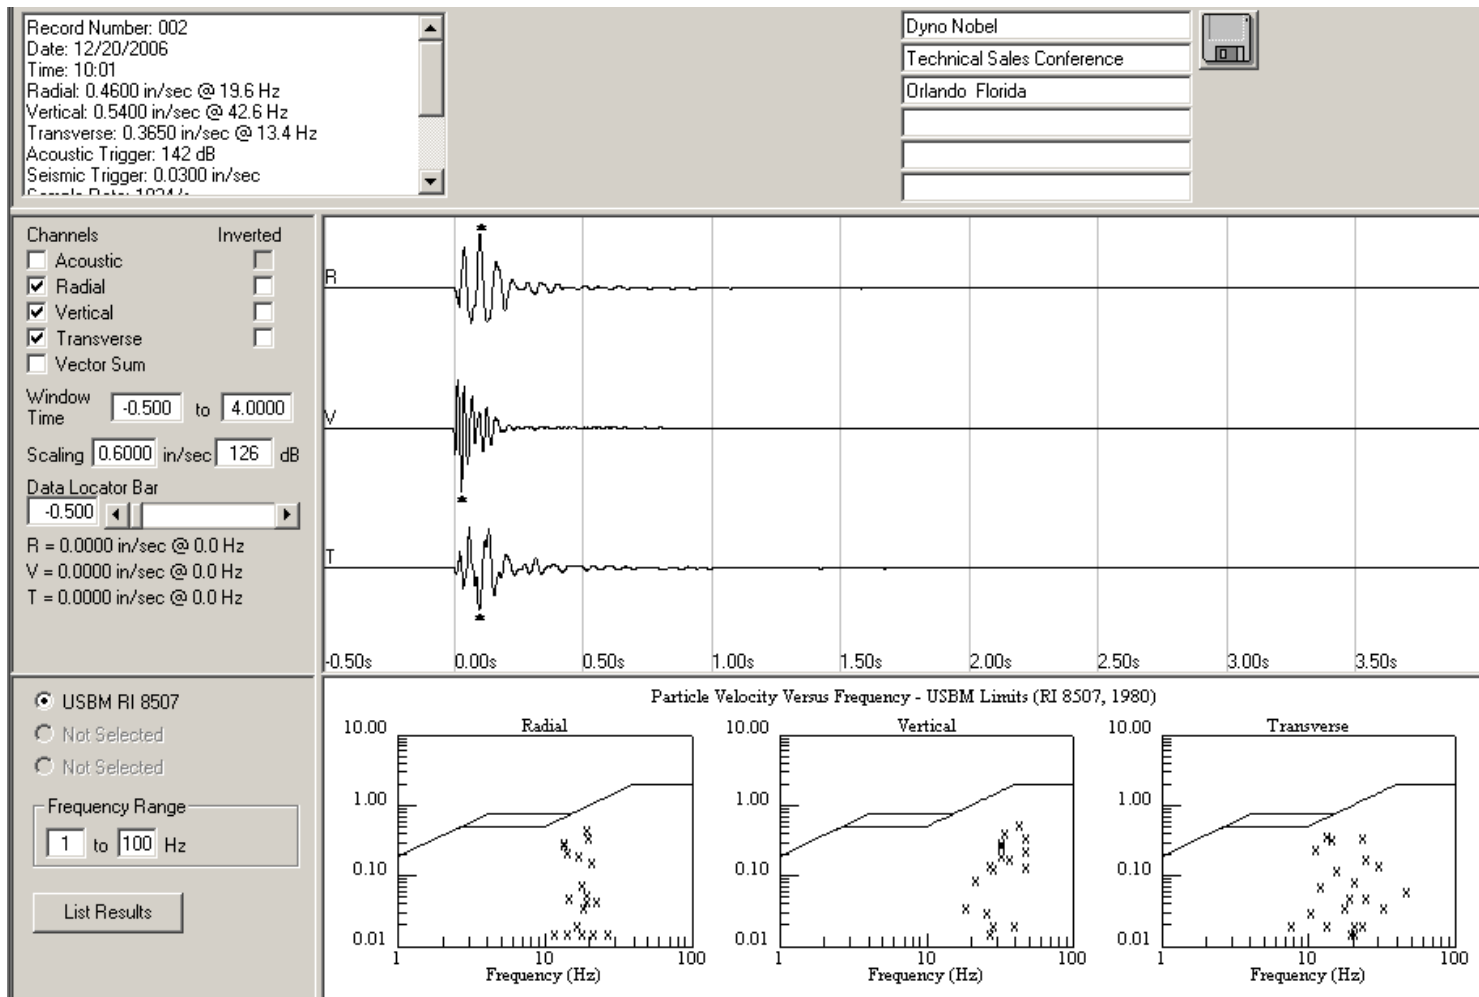 Record Number: 002
Date: 12/20/2006
Time: 10:01
Radial: 0.4600 in/sec @ 19.6 Hz
Vertical: 0.5400 in/sec @ 42.6 Hz
Transverse: 0.3650 in/sec @ 13.4 Hz
Acoustic Trigger: 142 dB
Seismic Trigger: 0.0300 in/sec
Dyno Nobel
Technical Sales Conference
Orlando Florida
Channels Inverted
Acoustic
Radial
Vertical
Transverse
Vector Sum
Window Time -0.500 to 4.0000
Scaling 0.6000 in/sec 126 dB
Data Locator Bar
-0.500
R = 0.0000 in/sec @ 0.0 Hz
V = 0.0000 in/sec @ 0.0 Hz
T = 0.0000 in/sec @ 0.0 Hz
R
V
T
-0.50s 0.00s 0.50s 1.00s 1.50s 2.00s 2.50s 3.00s 3.50s
USBM RI 8507
Not Selected
Not Selected
Frequency Range
1 to 100 Hz
List Results
Particle Velocity Versus Frequency - USBM Limits (RI 8507, 1980)
Radial
10.00
1.00
0.10
0.01
1 10 100
Frequency (Hz)
Vertical
10.00
1.00
0.10
0.01
1 10 100
Frequency (Hz)
Transverse
10.00
1.00
0.10
0.01
1 10 100
Frequency (Hz)